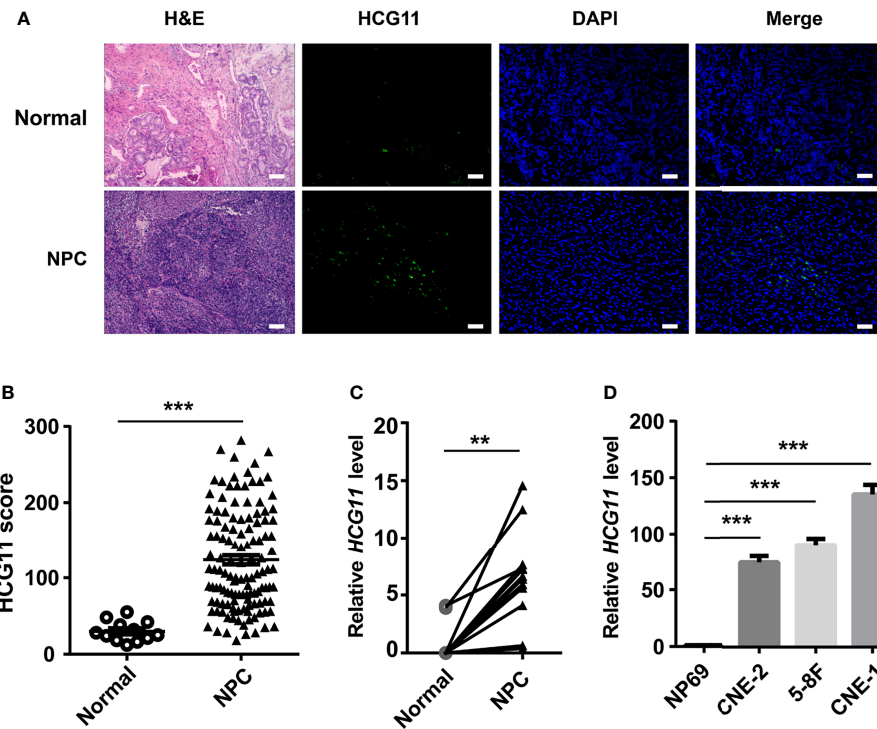 A
H&E
HCG11
DAPI
Merge
Normal
NPC
B
***
300
200
100
0
HCG11 score
Normal
NPC
C
**
20
15
10
5
0
Relative HCG11 level
Normal
NPC
D
***
***
***
200
150
100
50
0
Relative HCG11 level
NP69
CNE-2
5-8F
CNE-1